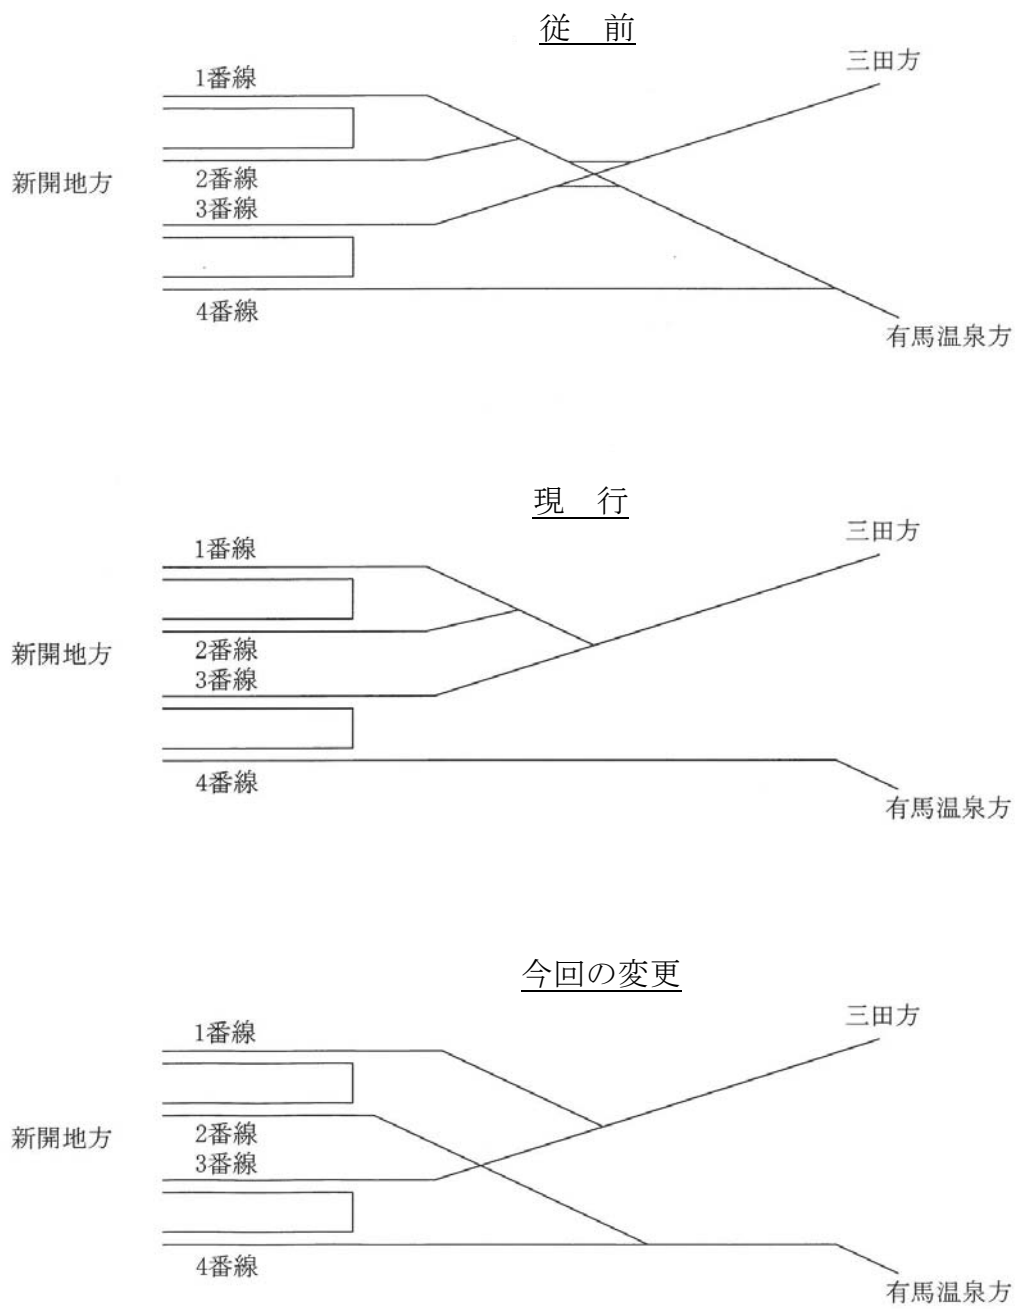 従 前
三田方
1番線
新開地方
2番線
3番線
4番線
有馬温泉方
現 行
三田方
1番線
新開地方
2番線
3番線
4番線
有馬温泉方
今回の変更
三田方
1番線
新開地方
2番線
3番線
4番線
有馬温泉方